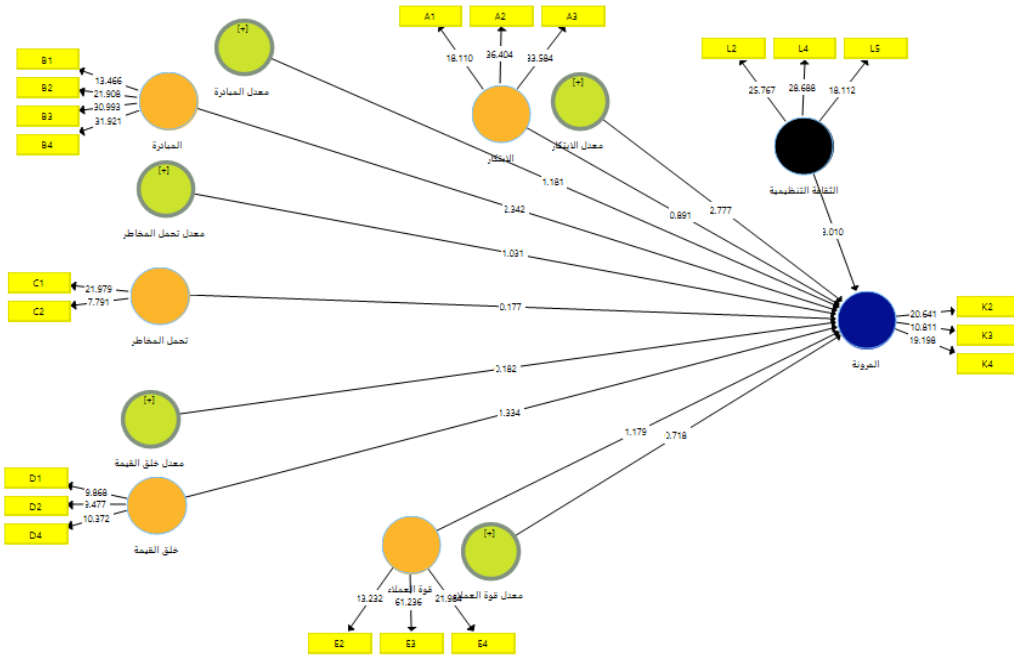 A1
A2
A3
18.110
36.404
33.584
[+]
معدل المبادرة
B1
B2
B3
B4
13.466
21.908
30.993
31.921
المبادرة
الابتكار
[+]
معدل الابتكار
L2
L4
L5
25.767
28.688
18.112
الثقافة التنظيمية
[+]
معدل تحمل المخاطر
1.181
2.342
0.891
2.777
3.010
1.031
C1
C2
21.979
7.791
تحمل المخاطر
0.177
K2
K3
K4
20.641
10.811
19.198
المرونة
0.182
1.334
[+]
معدل خلق القيمة
1.179
0.718
D1
D2
D4
10.372
خلق القيمة
قوة العملاء
[+]
معدل قوة العملاء
13.232
61.236
E2
E3
E4